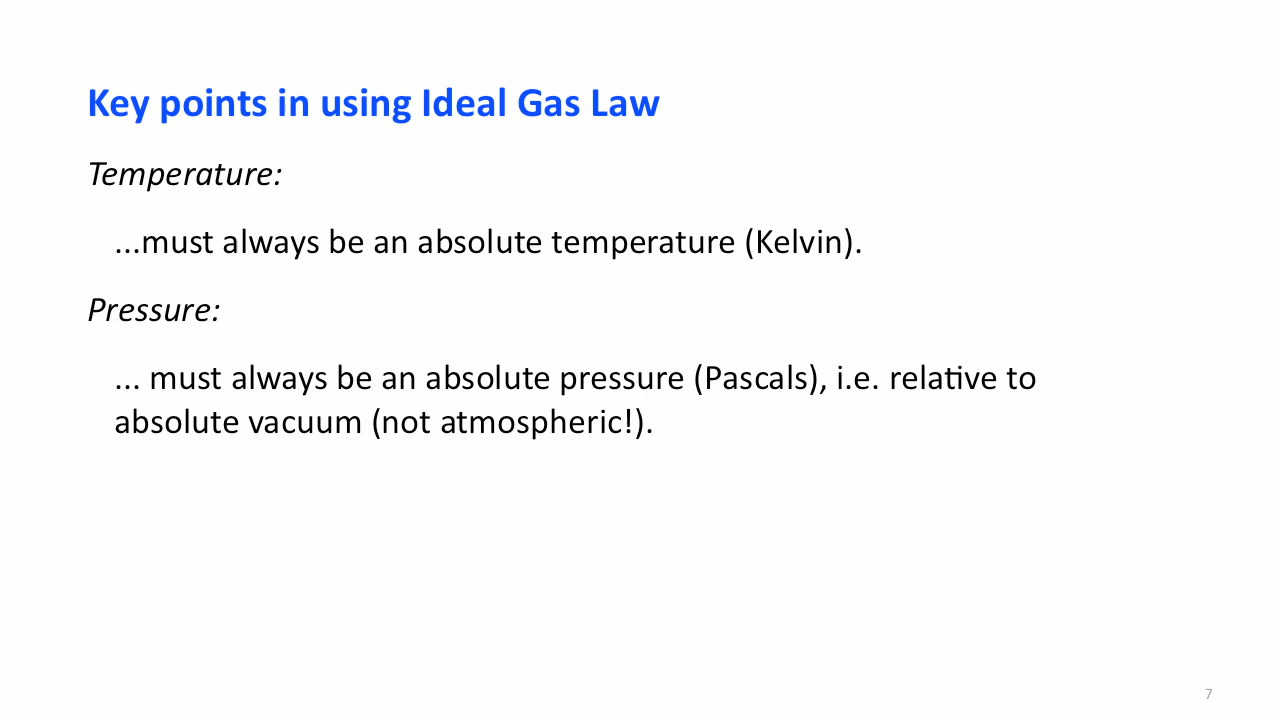 Key points in using Ideal Gas Law
Temperature:
...must always be an absolute temperature (Kelvin).
Pressure:
... must always be an absolute pressure (Pascals), i.e. relative to
absolute vacuum (not atmospheric!).
7